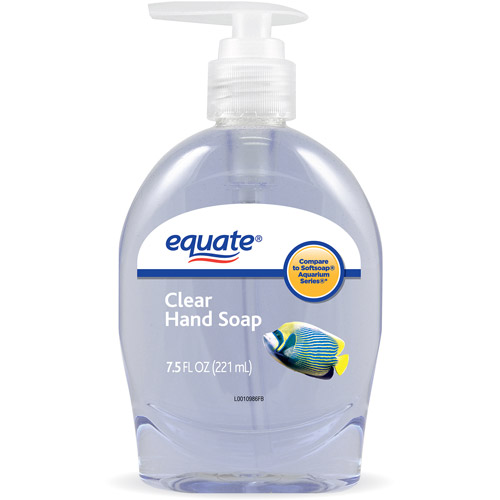 equate®
Compare
to Softsoap®
Aquarium
Series®*
Clear
Hand Soap
7.5 FL OZ (221 mL)
L0010986FB